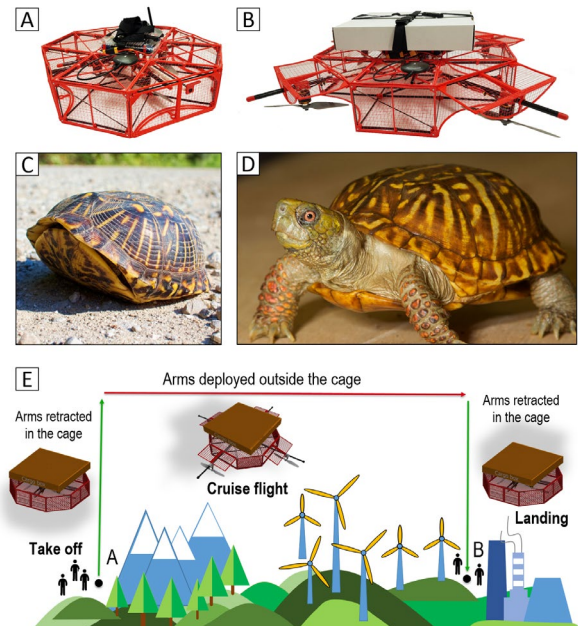 A
B
C
D
E
Arms deployed outside the cage
Arms retracted
in the cage
Arms retracted
in the cage
Cruise flight
Landing
Take off
A
B